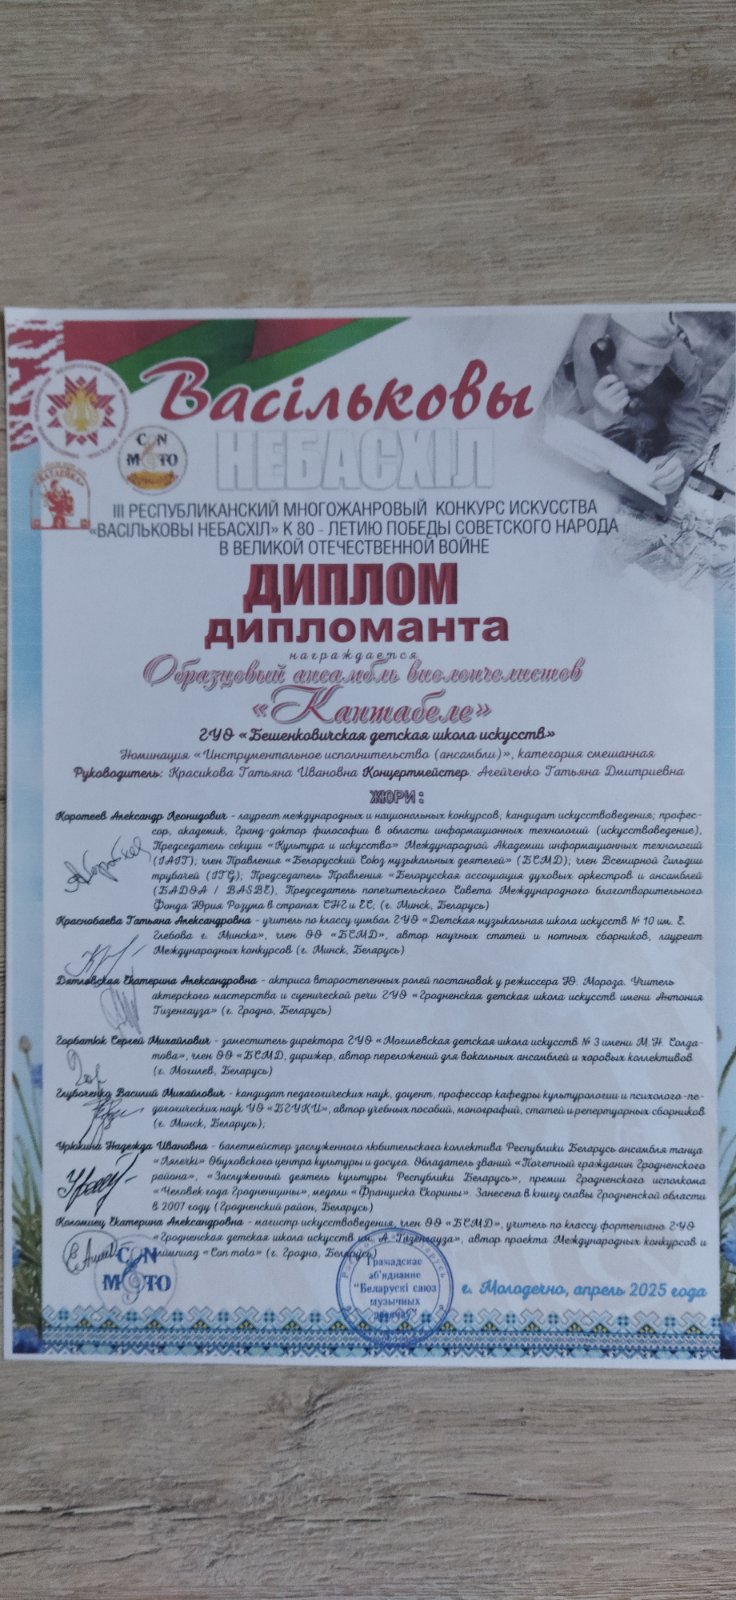 Васільковы
НЕБАСХІЛ
CON
MOTO
"БАТЛЕЙКА"
III РЕСПУБЛИКАНСКИЙ МНОГОЖАНРОВЫЙ КОНКУРС ИСКУССТВА
«ВАСІЛЬКОВЫ НЕБАСХІЛ» К 80 - ЛЕТИЮ ПОБЕДЫ СОВЕТСКОГО НАРОДА
В ВЕЛИКОЙ ОТЕЧЕСТВЕННОЙ ВОЙНЕ
ДИПЛОМ
дипломанта
награждается
Образцовый ансамбль виолончелистов
«Кантабеле»
ГУО «Бешенковичская детская школа искусств»
Номинация «Инструментальное исполнительство (ансамбли)», категория смешанная
Руководитель: Красикова Татьяна Ивановна Концертмейстер: Агейченко Татьяна Дмитриевна
ЖЮРИ:
Коротеев Александр Леонидович - лауреат международных и национальных конкурсов; кандидат искусствоведения; профес-
сор, академик, Гранд-доктор философии в области информационных технологий (искусствоведение),
Председатель секции «Культура и искусство» Международной Академии информационных технологий
(IAIT); член Правления «Белорусский Союз музыкальных деятелей» (БСМД); член Всемирной Гильдии
трубачей (ITG); Председатель Правления «Белорусская ассоциация духовых оркестров и ансамблей
(БАДОА / BASBE), Председатель попечительского Совета Международного благотворительного
Фонда Юрия Розума в странах СНГ и ЕС; (г. Минск, Беларусь)
Краснобаева Татьяна Александровна - учитель по классу цимбал ГУО «Детская музыкальная школа искусств № 10 им. Е.
Глебова г. Минска», член ОО «БСМД», автор научных статей и нотных сборников, лауреат
Международных конкурсов (г. Минск, Беларусь)
Дятловская Екатерина Александровна - актриса второстепенных ролей постановок у режиссера Ю. Мороза. Учитель
актерского мастерства и сценической речи ГУО «Гродненская детская школа искусств имени Антония
Тизенгауза» (г. Гродно, Беларусь)
Горбатюк Сергей Михайлович - заместитель директора ГУО «Могилевская детская школа искусств № 3 имени М.Н. Солда-
това», член ОО «БСМД, дирижер, автор переложений для вокальных ансамблей и хоровых коллективов
(г. Могилев, Беларусь)
Глубоченко Василий Михайлович - кандидат педагогических наук, доцент, профессор кафедры культурологии и психолого-пе-
дагогических наук УО «БГУКИ», автор учебных пособий, монографий, статей и репертуарных сборников
(г. Минск, Беларусь);
Урюкина Надежда Ивановна - балетмейстер заслуженного любительского коллектива Республики Беларусь ансамбля танца
Обуховского центра культуры и досуга. Обладатель званий «Почетный гражданин Гродненского
района», «Заслуженный деятель культуры Республики Беларусь», премии Гродненского исполкома
«Человек года Гродненщины», медали «Франциска Скорины». Занесена в книгу славы Гродненской области
в 2007 году (Гродненский район, Беларусь)
Коломиец Екатерина Александровна - магистр искусствоведения, член ОО «БСМД», учитель по классу фортепиано ГУО
«Гродненская детская школа искусств им. А. Тизенгауза», автор проекта Международных конкурсов и
олимпиад «Con moto» (г. Гродно, Беларусь)
CON
MOTO
Грамадскае
аб'яднанне
"Беларускі саюз
музычных
дзеячаў"
г. Молодечно, апрель 2025 года